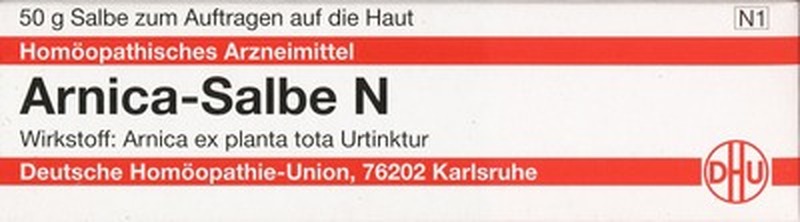 50 g Salbe zum Auftragen auf die Haut N1
Homöopathisches Arzneimittel
Arnica-Salbe N
Wirkstoff: Arnica ex planta tota Urtinktur
Deutsche Homöopathie-Union, 76202 Karlsruhe
DHU